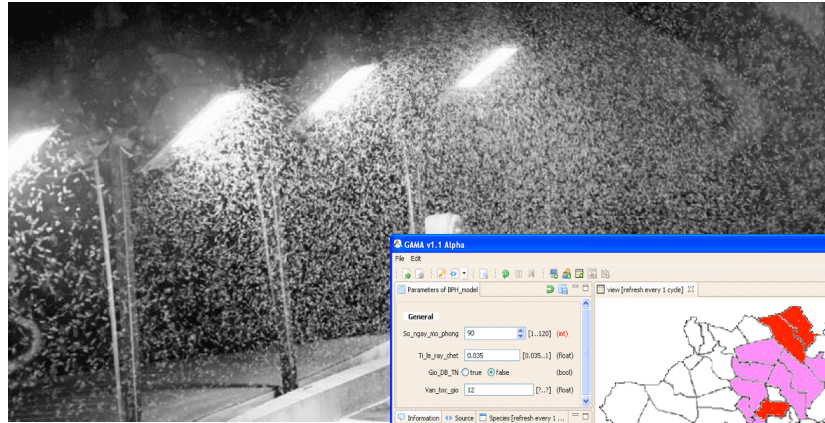 GAMA v1.1 Alpha
File Edit
Parameters of BPH_model
view [refresh every 1 cycle]
General
So_ngay_mo_phong 90 [1..120] (int)
Ti_le_ray_chet 0.035 [0.035...1] (float)
Gio_DB_TN true false (bool)
Van_toc_gio 12 [?..?] (float)
Information Source Species [refresh every 1 ...